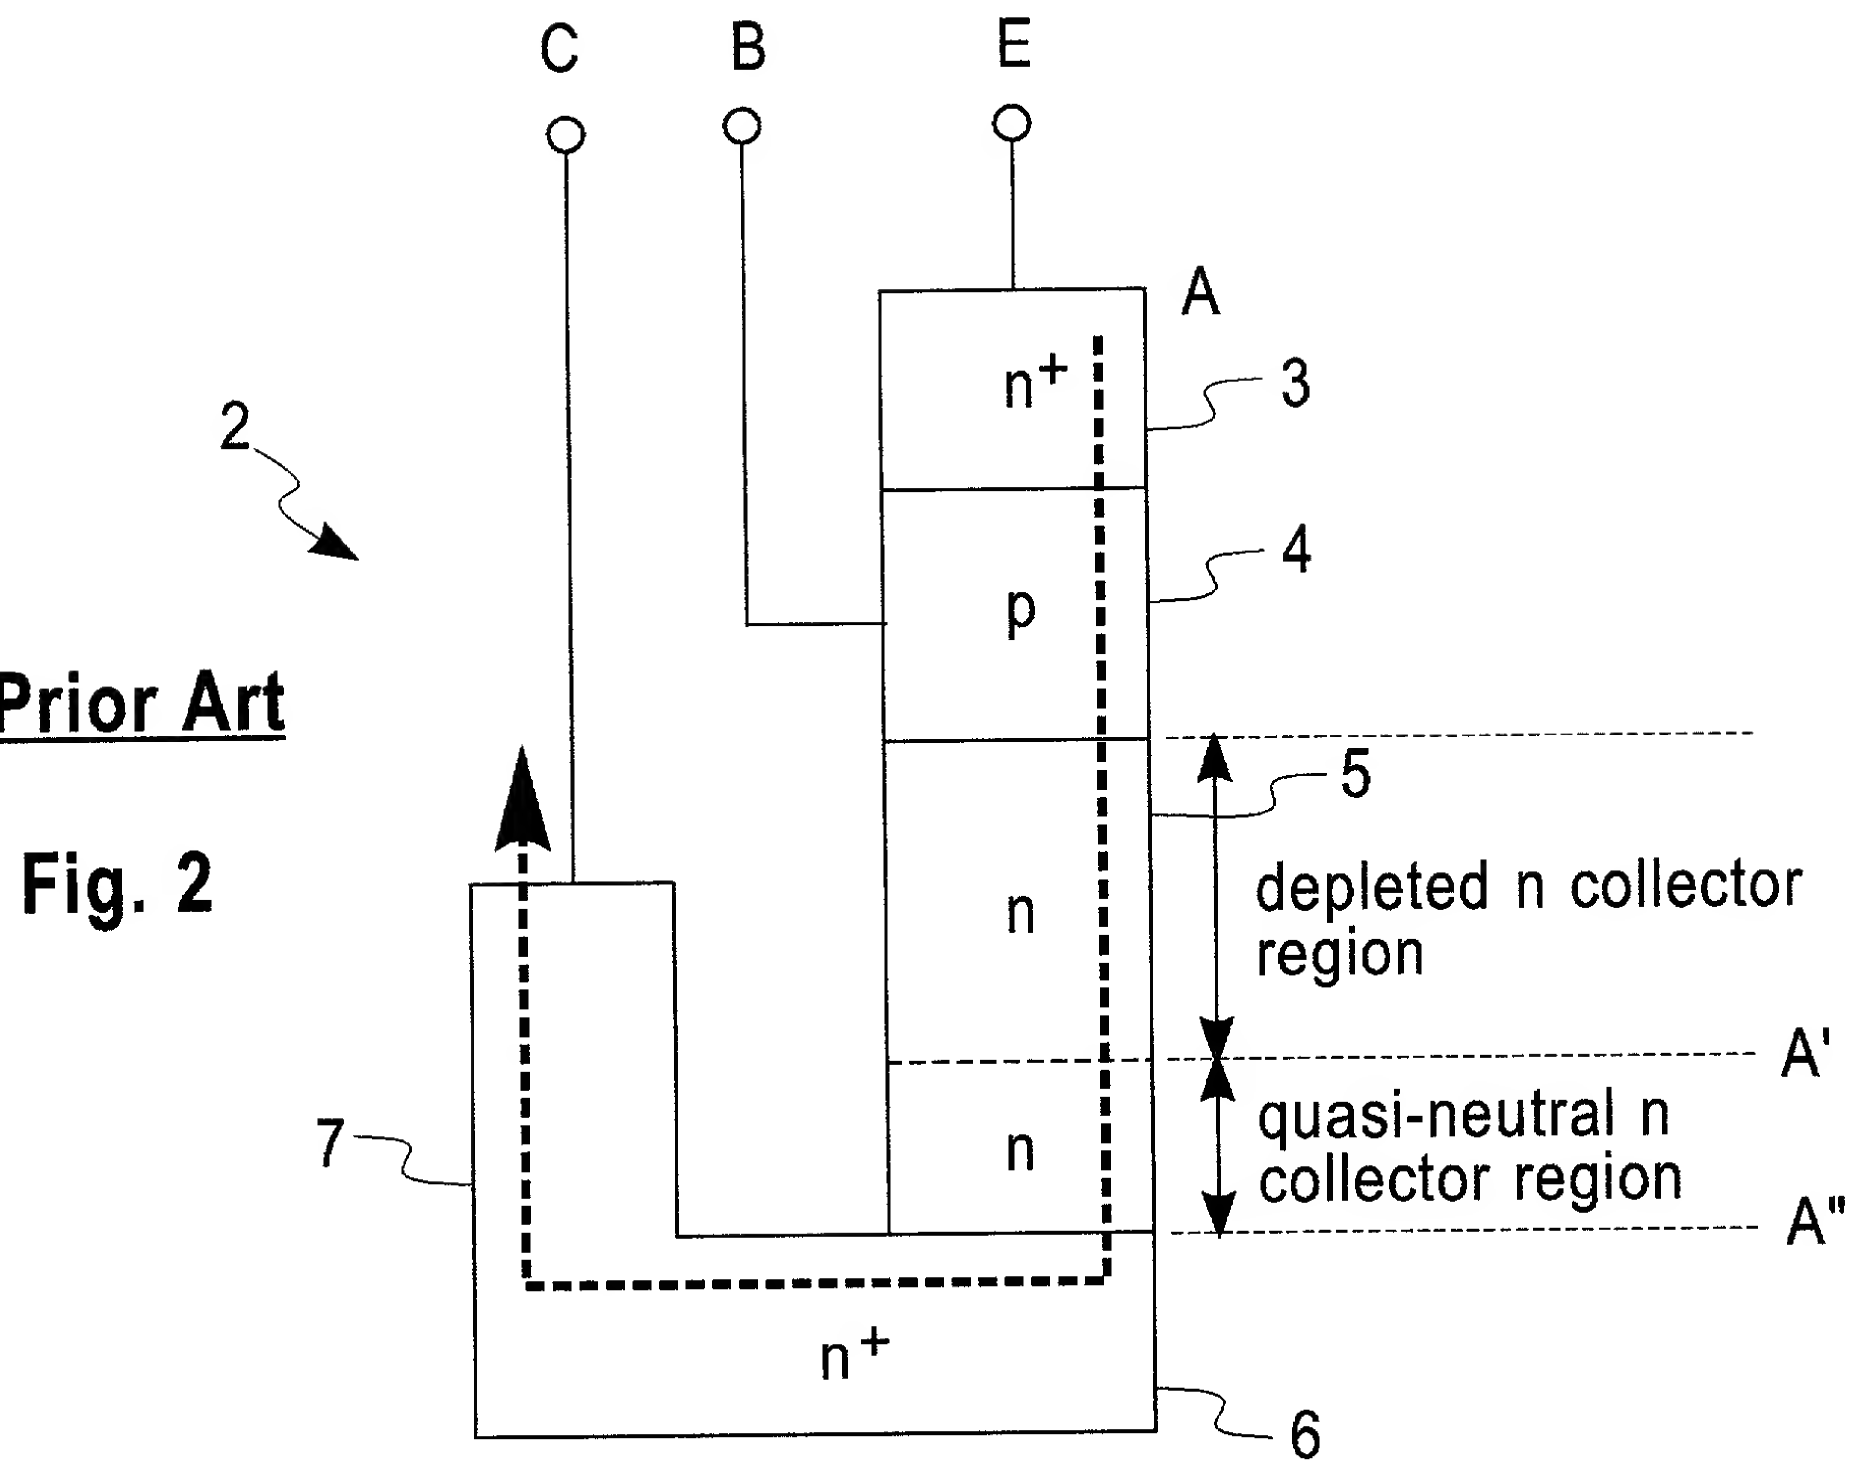 C B E
A
n+
3
2
4
p
Prior Art
5
Fig. 2
n
depleted n collector
region
A'
quasi-neutral n
7
n
collector region
A"
n+
6